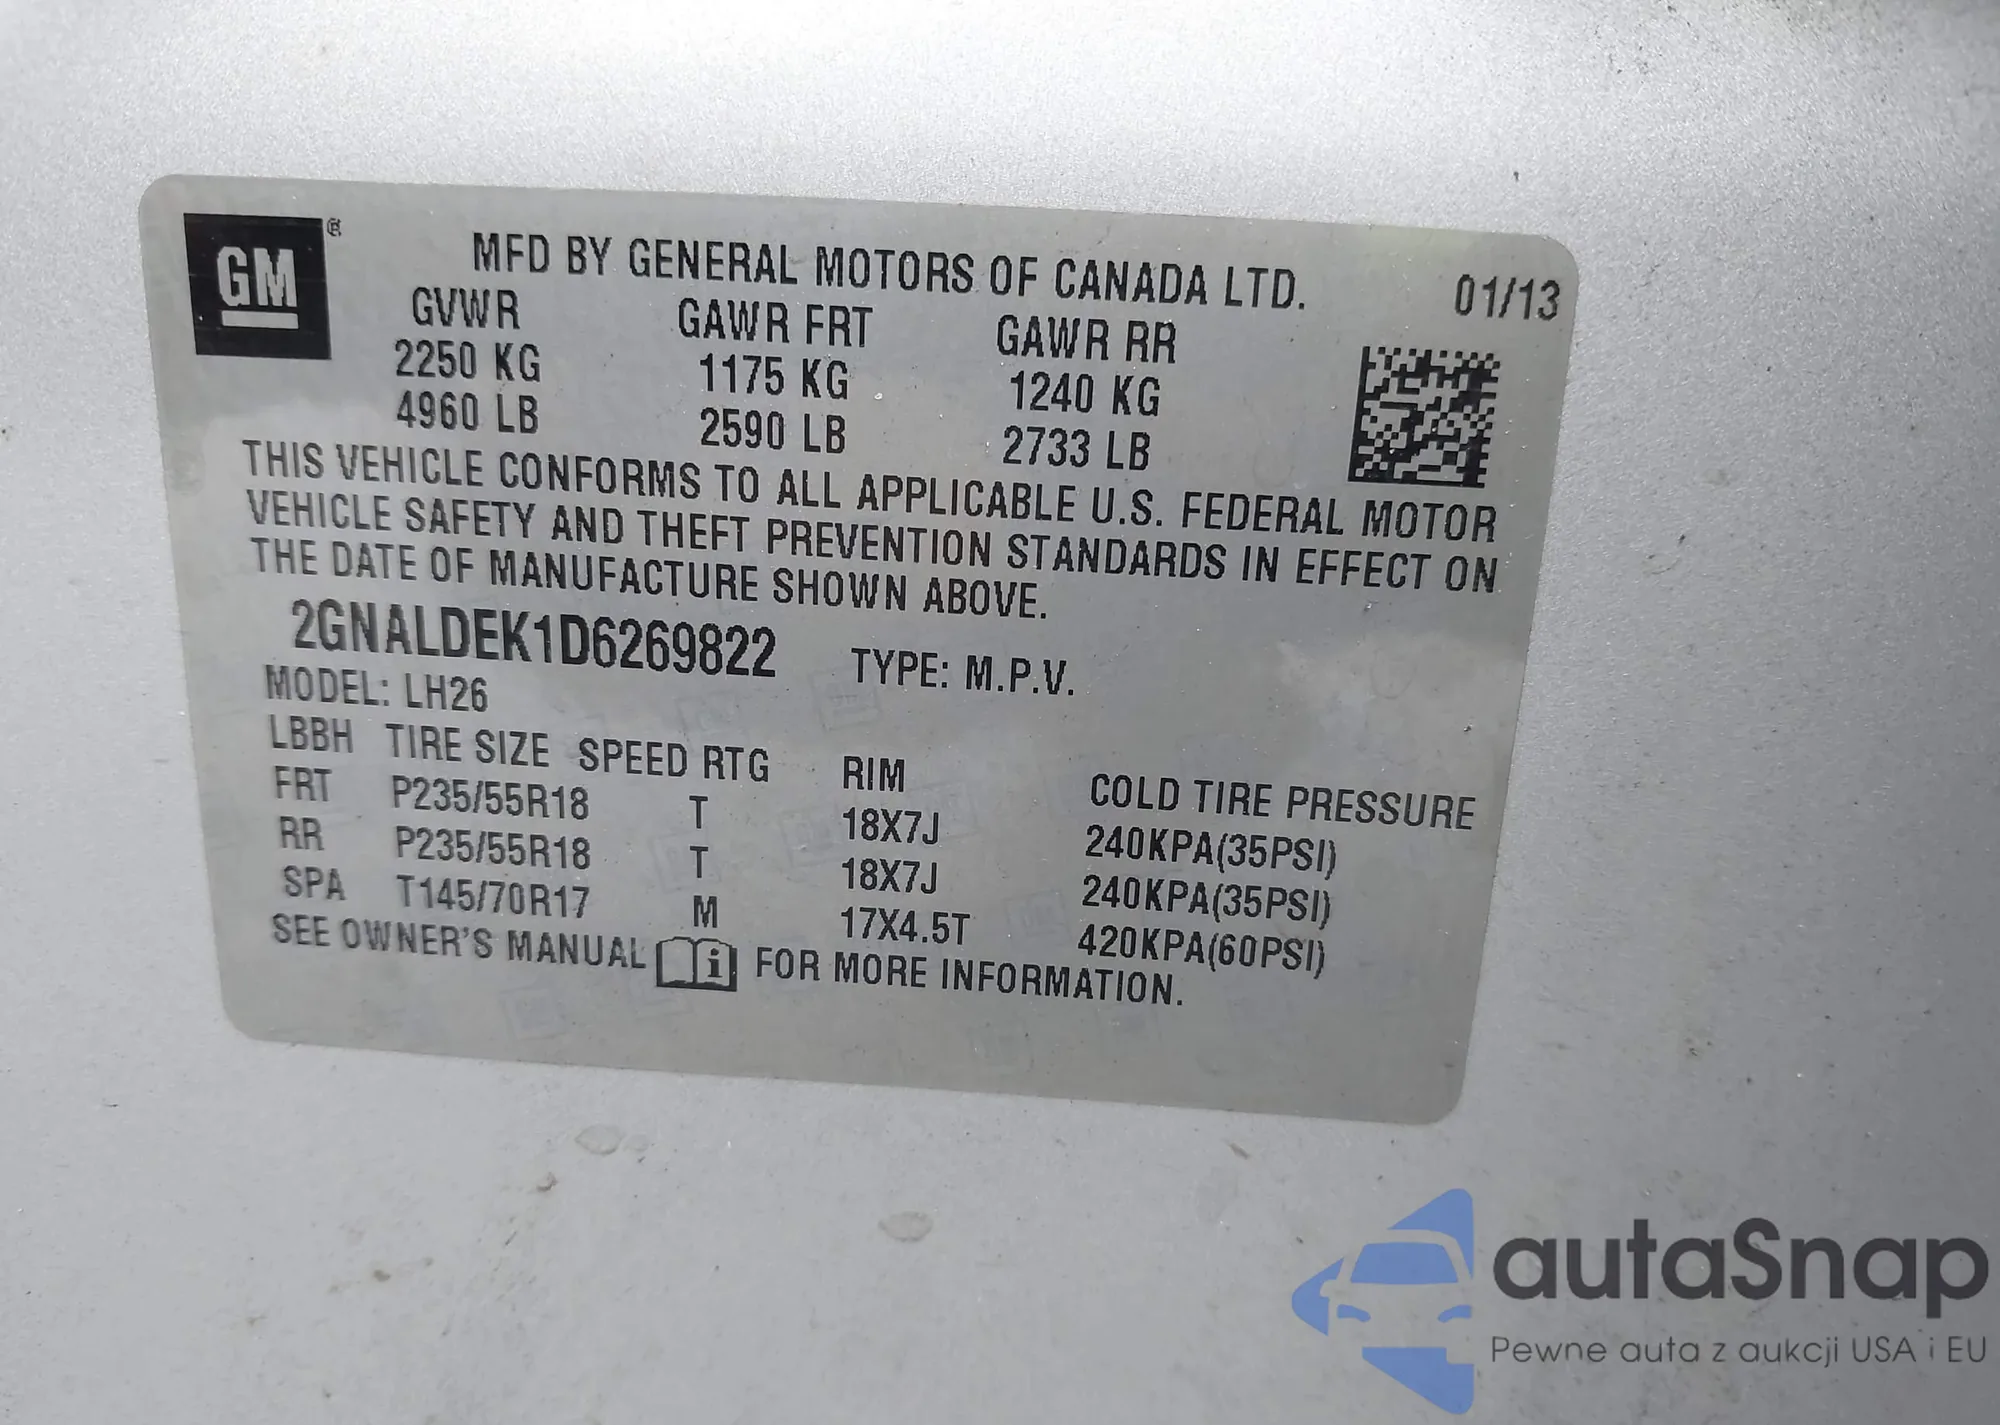 GM ®
MFD BY GENERAL MOTORS OF CANADA LTD.
01/13
GVWR GAWR FRT GAWR RR
2250 KG 1175 KG 1240 KG
4960 LB 2590 LB 2733 LB
THIS VEHICLE CONFORMS TO ALL APPLICABLE U.S. FEDERAL MOTOR
VEHICLE SAFETY AND THEFT PREVENTION STANDARDS IN EFFECT ON
THE DATE OF MANUFACTURE SHOWN ABOVE.
2GNALDEK1D6269822 TYPE: M.P.V.
MODEL: LH26
LBBH TIRE SIZE SPEED RTG RIM COLD TIRE PRESSURE
FRT P235/55R18 T 18X7J 240KPA(35PSI)
RR P235/55R18 T 18X7J 240KPA(35PSI)
SPA T145/70R17 M 17X4.5T 420KPA(60PSI)
SEE OWNER'S MANUAL i FOR MORE INFORMATION.
autaSnap
Pewne auta z aukcji USA i EU